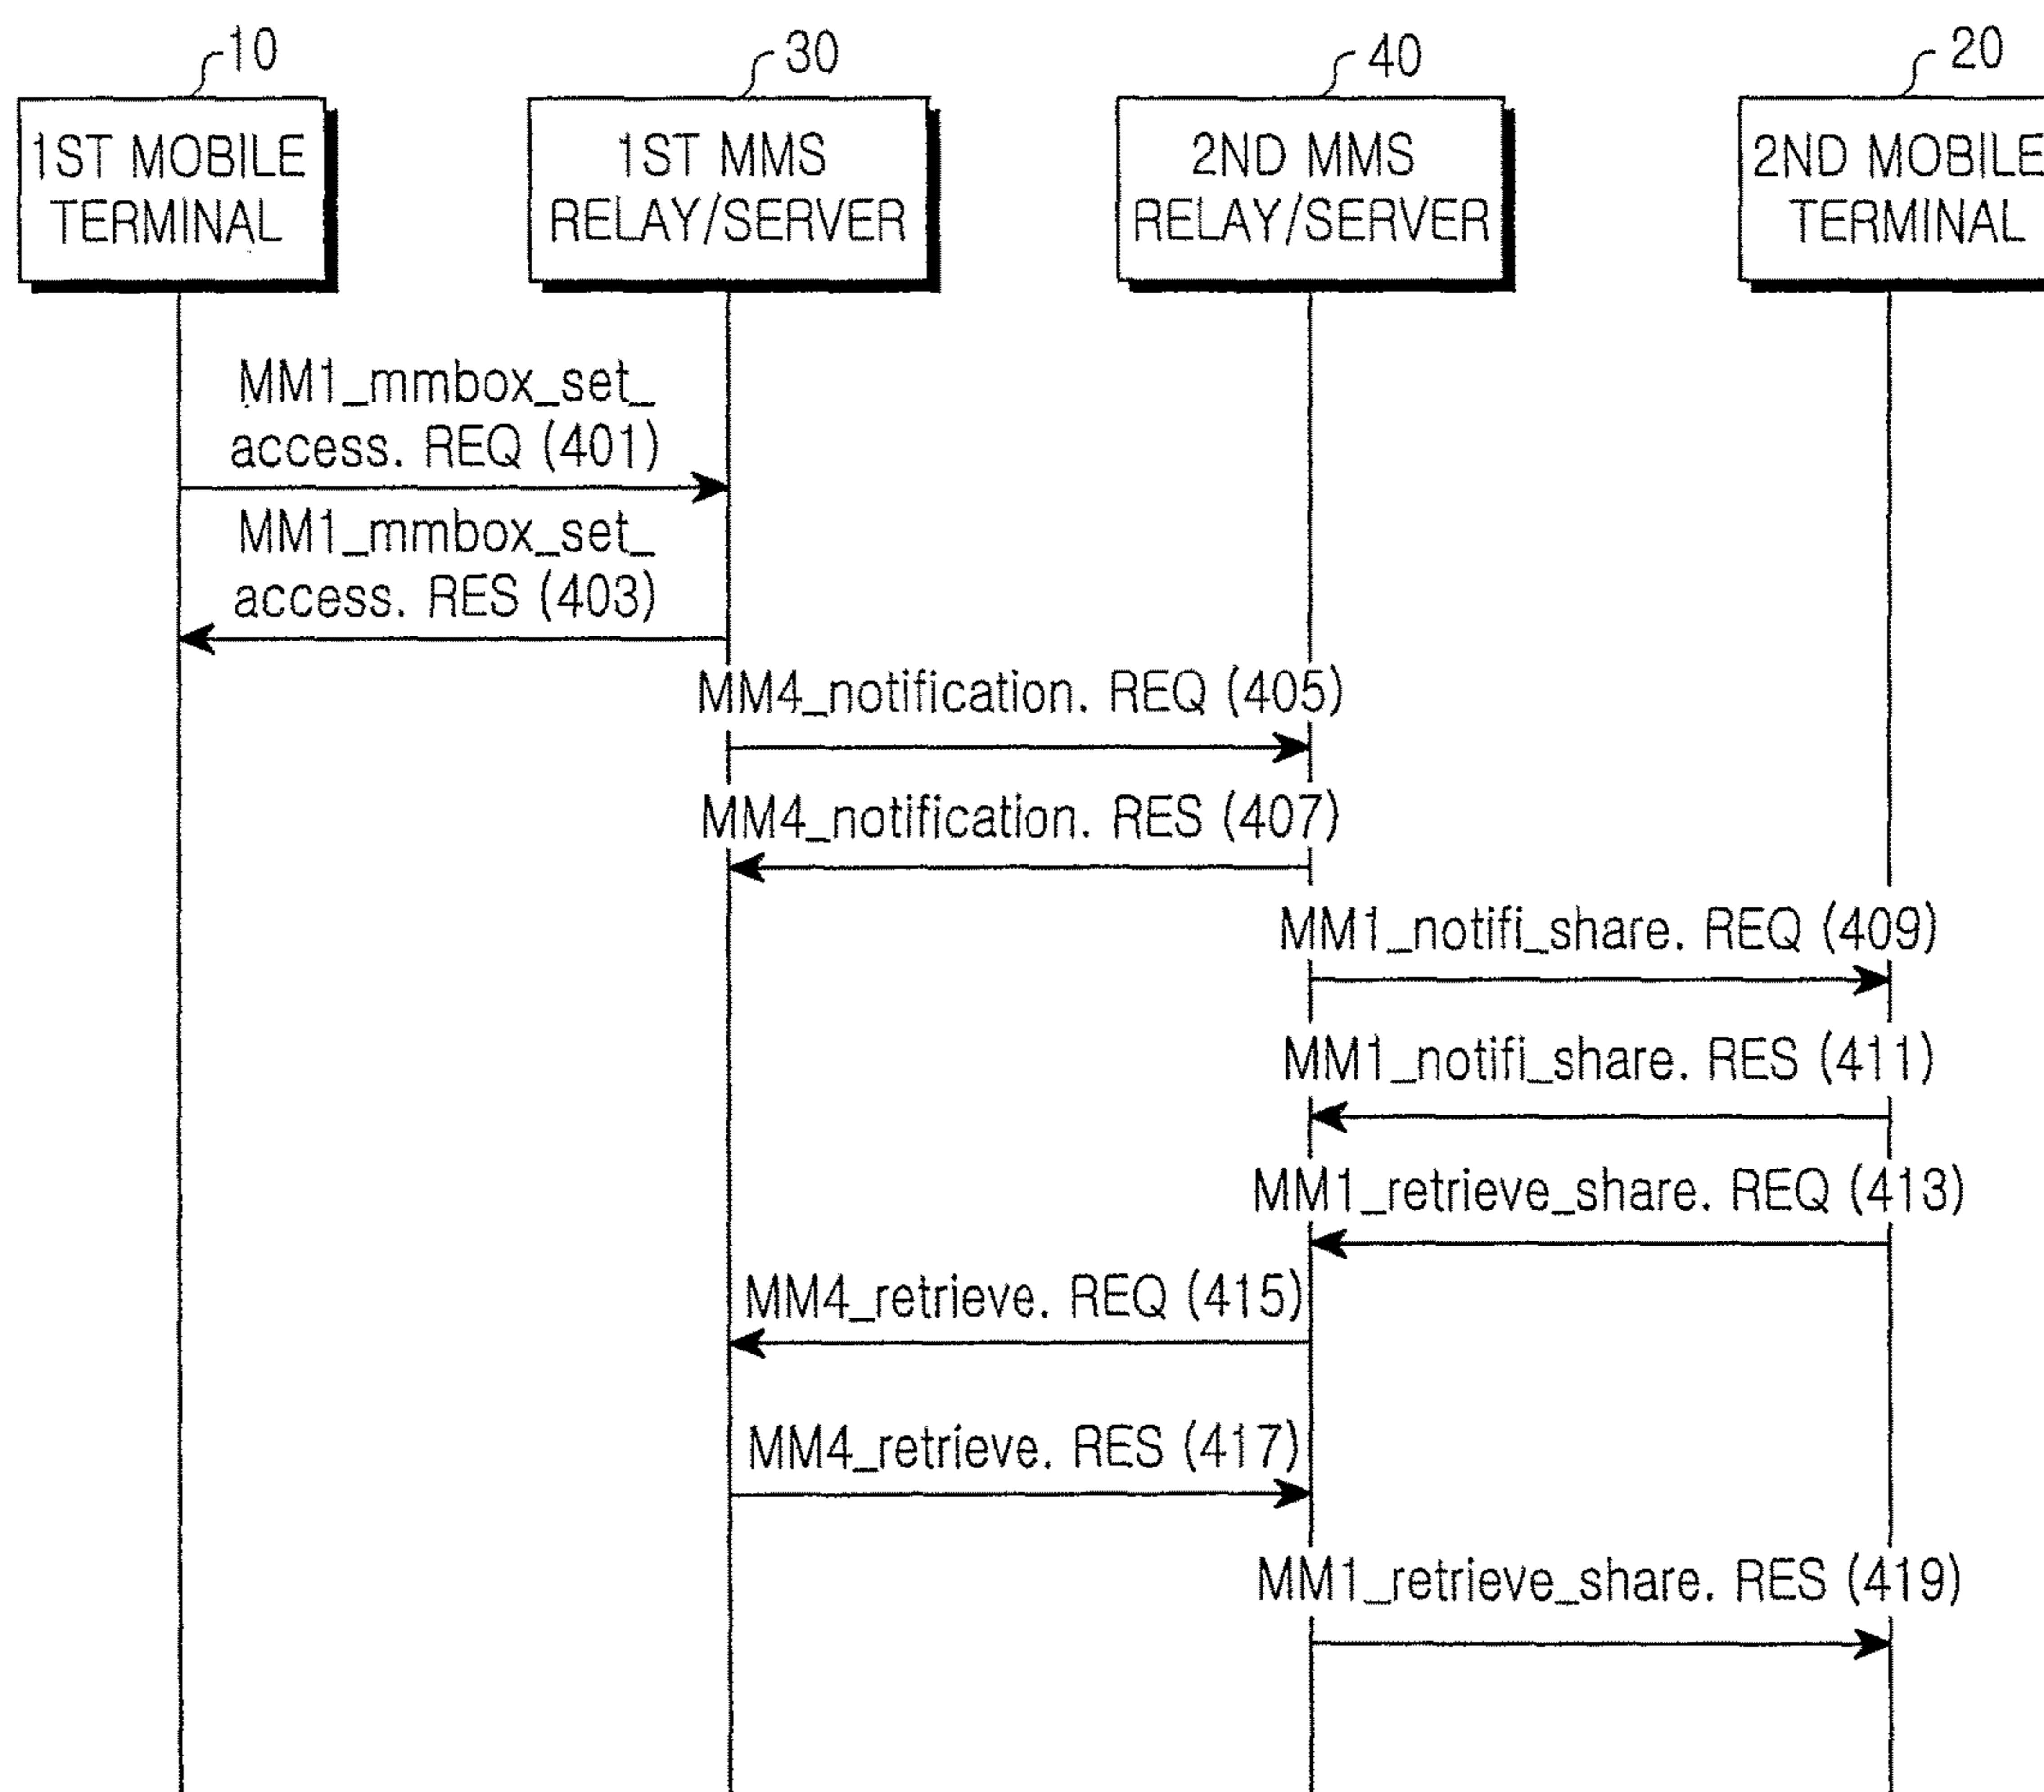 10
30
40
20
1ST MOBILE
TERMINAL
1ST MMS
RELAY/SERVER
2ND MMS
RELAY/SERVER
2ND MOBILE
TERMINAL
MM1_mmbox_set_
access. REQ (401)
MM1_mmbox_set_
access. RES (403)
MM4_notification. REQ (405)
MM4_notification. RES (407)
MM1_notifi_share. REQ (409)
MM1_notifi_share. RES (411)
MM1_retrieve_share. REQ (413)
MM4_retrieve. REQ (415)
MM4_retrieve. RES (417)
MM1_retrieve_share. RES (419)